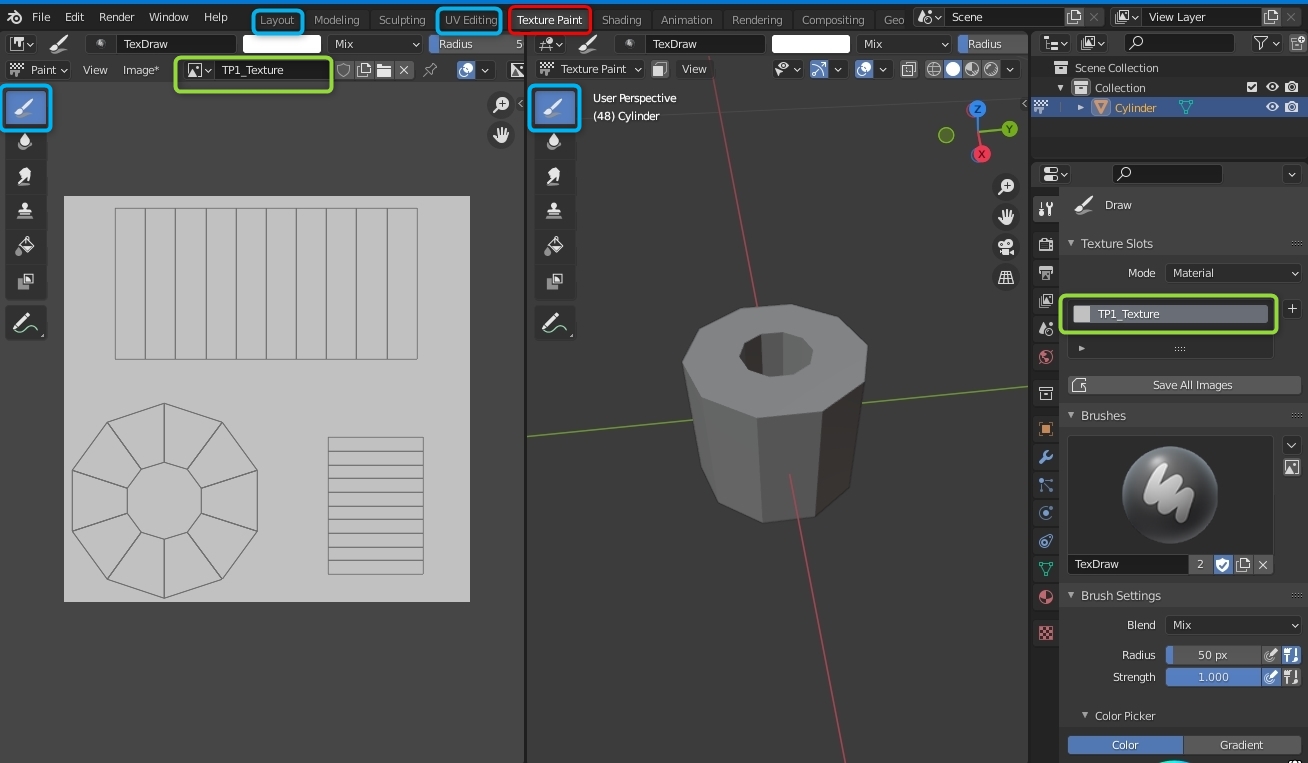 File Edit Render Window Help Layout Modeling Sculpting UV Editing Texture Paint Shading Animation Rendering Compositing Geo Scene View Layer
TexDraw Mix Radius 5 TexDraw Mix Radius
Paint View Image* TP1_Texture Texture Paint View
User Perspective
(48) Cylinder
Z
Y
X
Scene Collection
Collection
Cylinder
Draw
Texture Slots
Mode Material
TP1_Texture
Save All Images
Brushes
TexDraw 2
Brush Settings
Blend Mix
Radius 50 px
Strength 1.000
Color Picker
Color Gradient